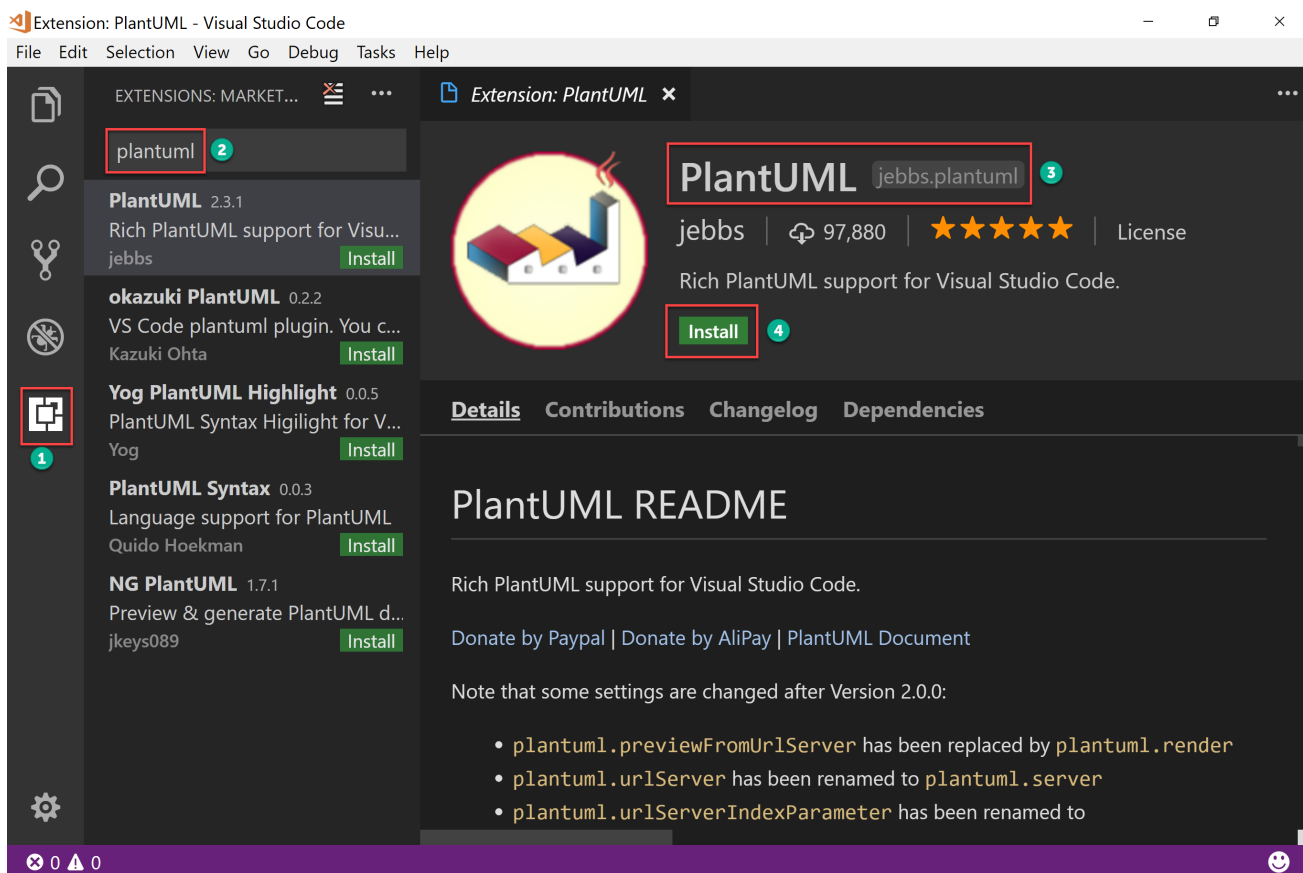 Extension: PlantUML - Visual Studio Code
File Edit Selection View Go Debug Tasks Help
EXTENSIONS: MARKET...
plantuml 2
PlantUML 2.3.1
Rich PlantUML support for Visu...
jebbs Install
okazuki PlantUML 0.2.2
VS Code plantuml plugin. You c...
Kazuki Ohta Install
Yog PlantUML Highlight 0.0.5
PlantUML Syntax Higilight for V...
Yog Install
PlantUML Syntax 0.0.3
Language support for PlantUML
Quido Hoekman Install
NG PlantUML 1.7.1
Preview & generate PlantUML d...
jkeys089 Install
1
Extension: PlantUML
PlantUML jebbs.plantuml 3
jebbs 97,880 License
Rich PlantUML support for Visual Studio Code.
Install 4
Details Contributions Changelog Dependencies
PlantUML README
Rich PlantUML support for Visual Studio Code.
Donate by Paypal | Donate by AliPay | PlantUML Document
Note that some settings are changed after Version 2.0.0:
• plantuml.previewFromUrlServer has been replaced by plantuml.render
• plantuml.urlServer has been renamed to plantuml.server
• plantuml.urlServerIndexParameter has been renamed to
0 0